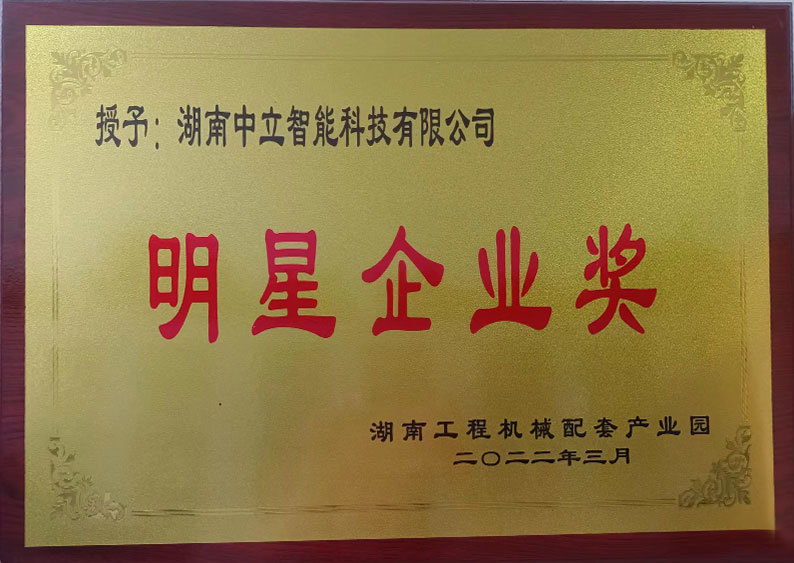 授予：湖南中立智能科技有限公司
明星企业奖
湖南工程机械配套产业园
二〇二二年三月